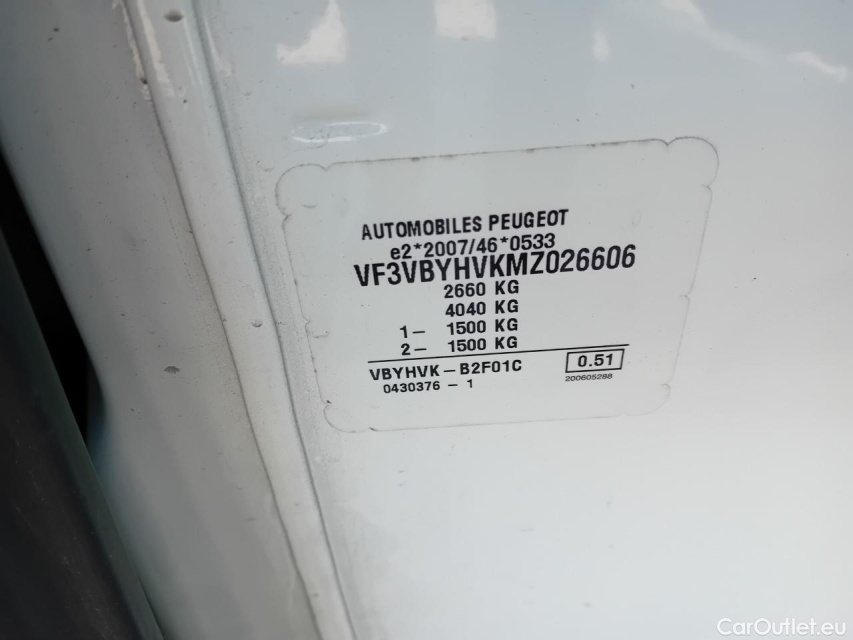 AUTOMOBILES PEUGEOT
e2*2007/46*0533
VF3VBYHVKMZ026606
2660 KG
4040 KG
1- 1500 KG
2- 1500 KG
VBYHVK-B2F01C 0.51
0430376-1 200605288
CarOutlet.eu